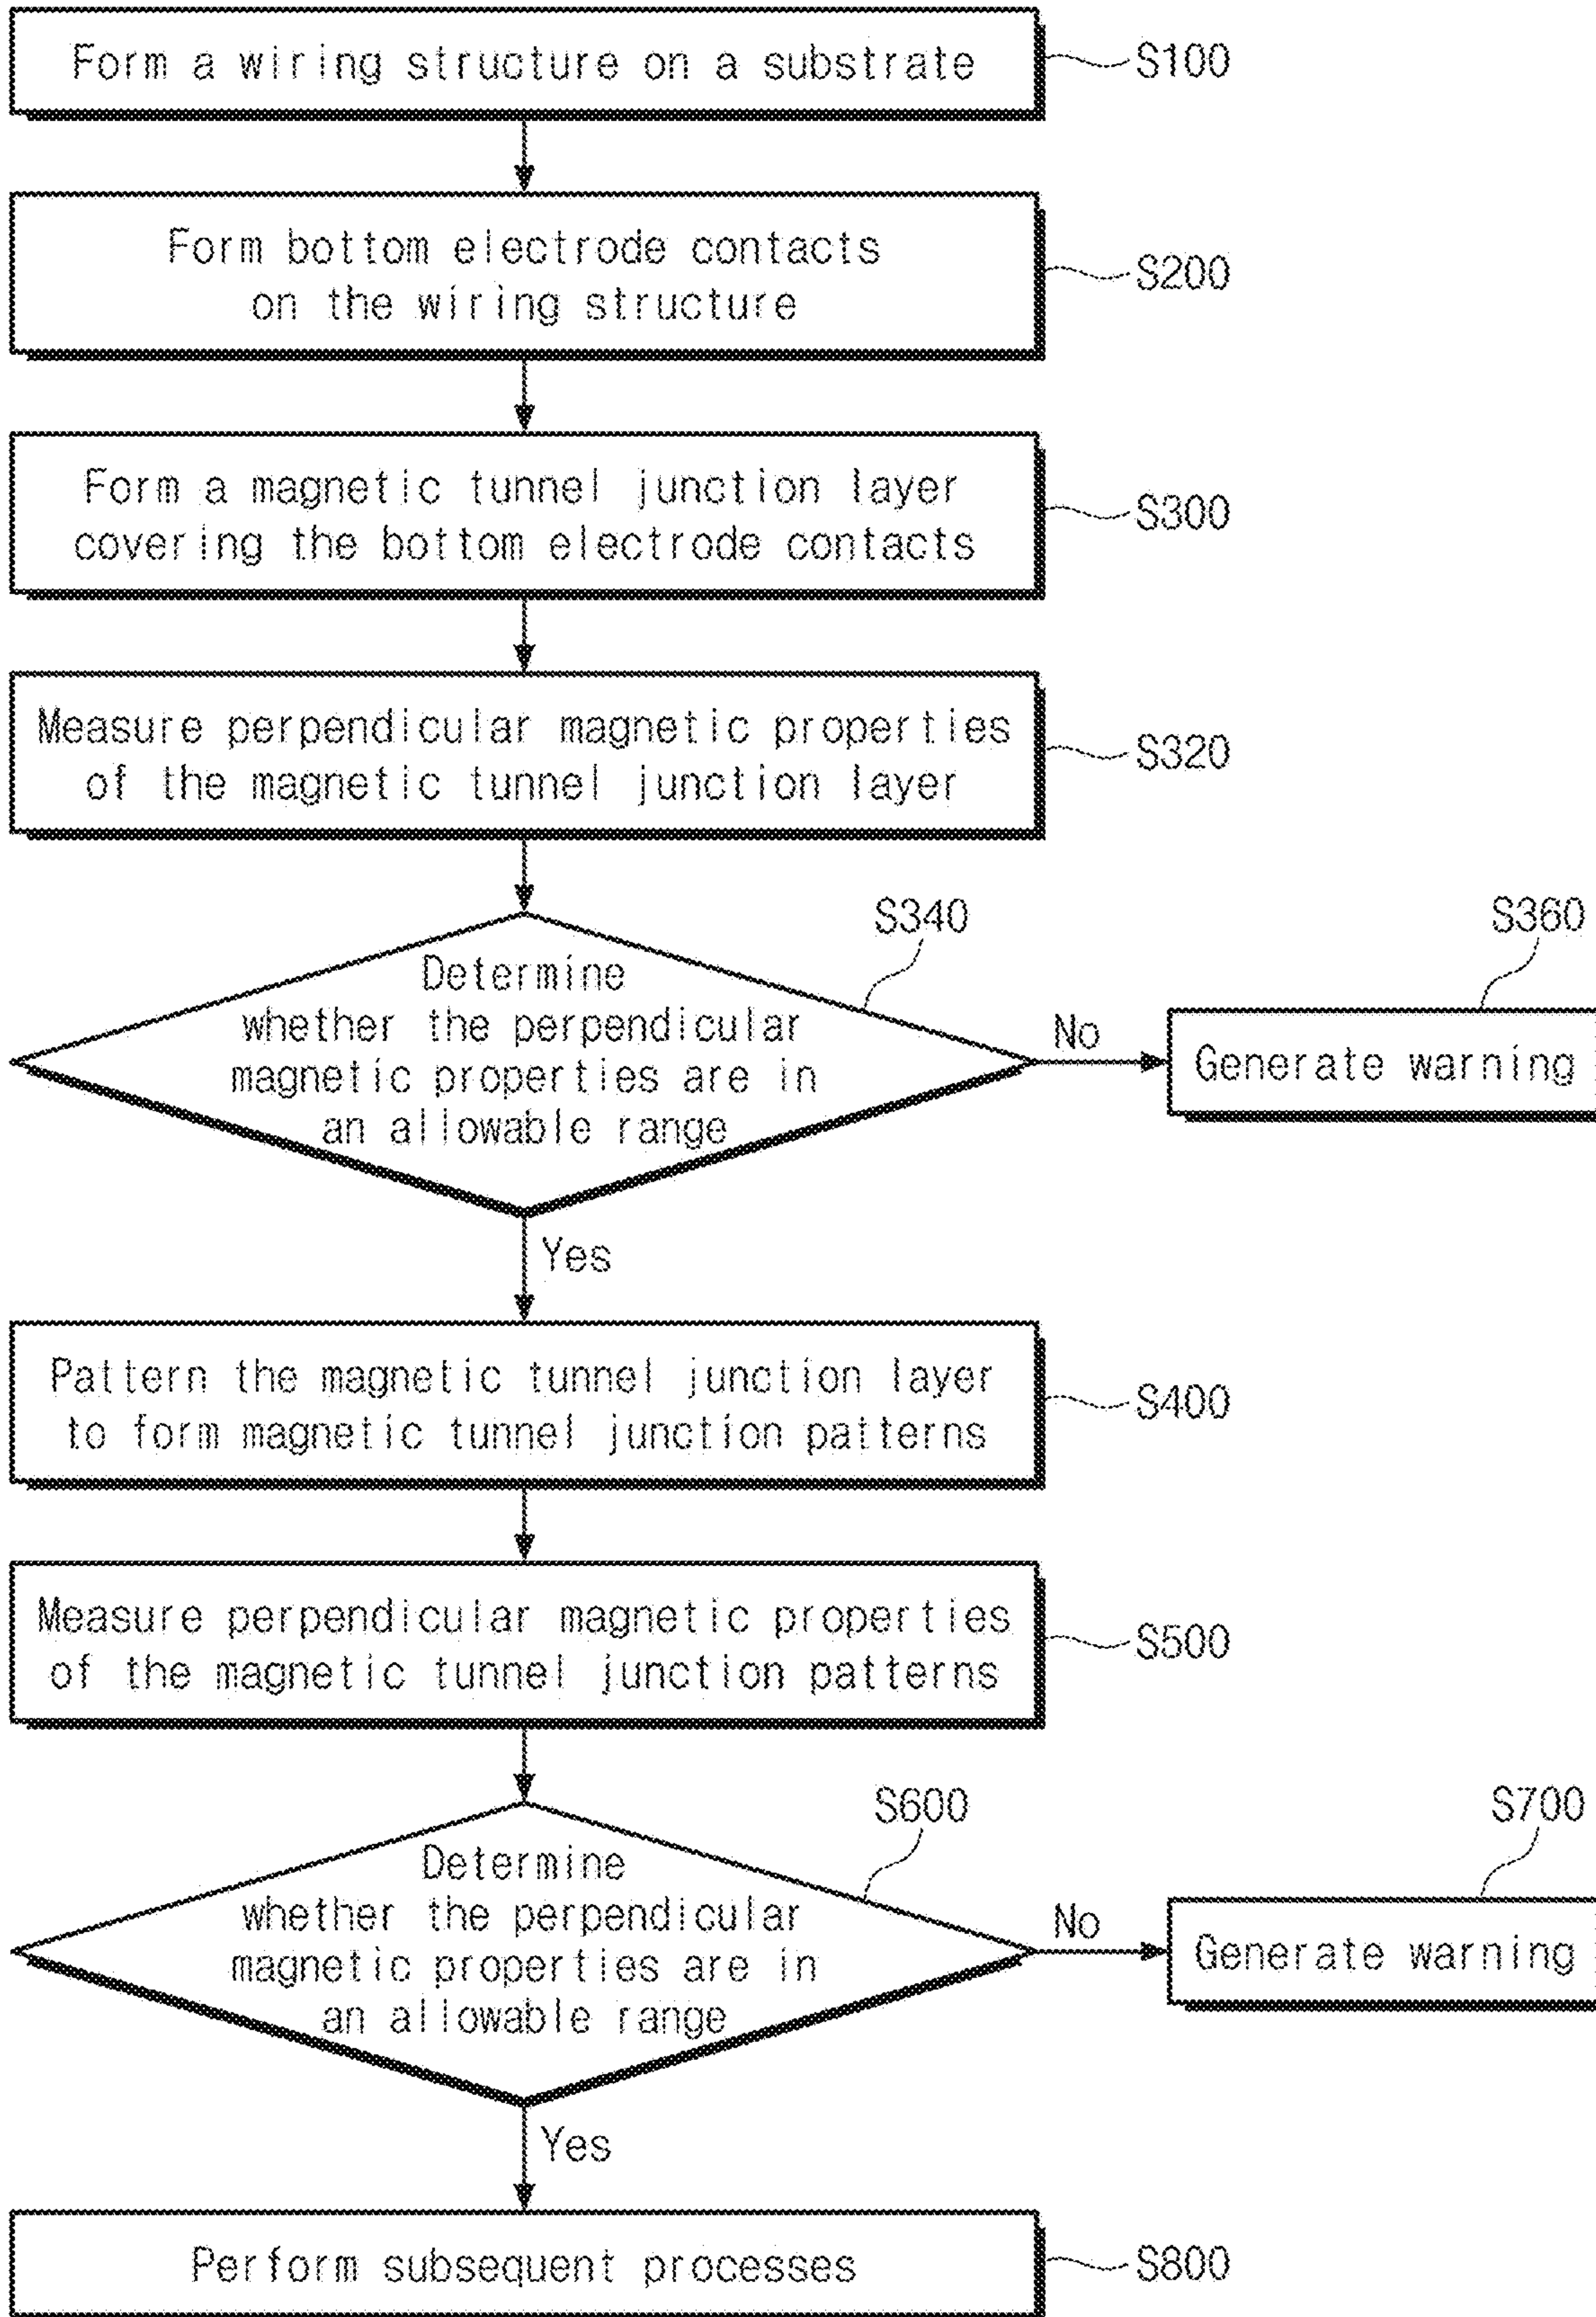 Form a wiring structure on a substrate
S100
Form bottom electrode contacts
on the wiring structure
S200
Form a magnetic tunnel junction layer
covering the bottom electrode contacts
S300
Measure perpendicular magnetic properties
of the magnetic tunnel junction layer
S320
S340
S360
Determine
whether the perpendicular
magnetic properties are in
an allowable range
No
Generate warning
Yes
Pattern the magnetic tunnel junction layer
to form magnetic tunnel junction patterns
S400
Measure perpendicular magnetic properties
of the magnetic tunnel junction patterns
S500
S600
S700
Determine
whether the perpendicular
magnetic properties are in
an allowable range
No
Generate warning
Yes
Perform subsequent processes
S800